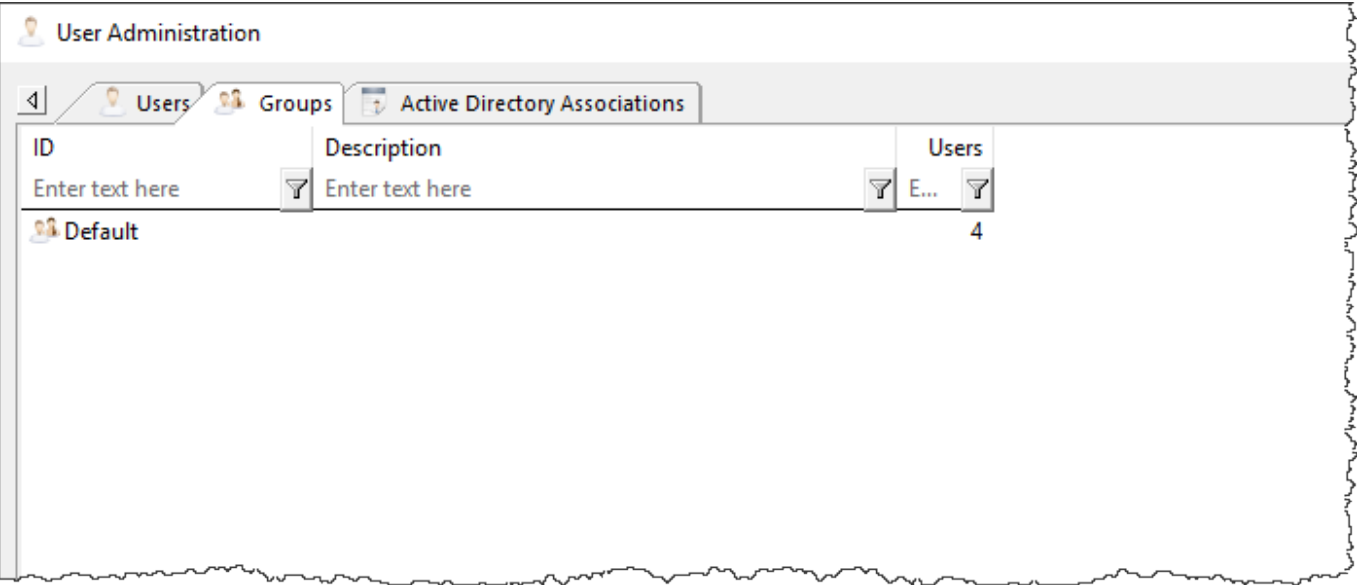 User Administration
Users Groups Active Directory Associations
ID Description Users
Enter text here Enter text here E...
Default 4